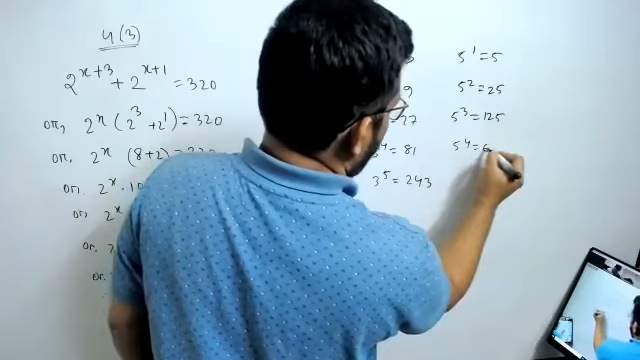 4(3)
2^{x+3} + 2^{x+1} = 320
or, 2^x (2^3 + 2^1) = 320
or, 2^x (8+2) = 320
or, 2^x · 10
or, 2^x
or,
or.
9
27
= 81
3^5 = 243
5^1 = 5
5^2 = 25
5^3 = 125
5^4 = 6